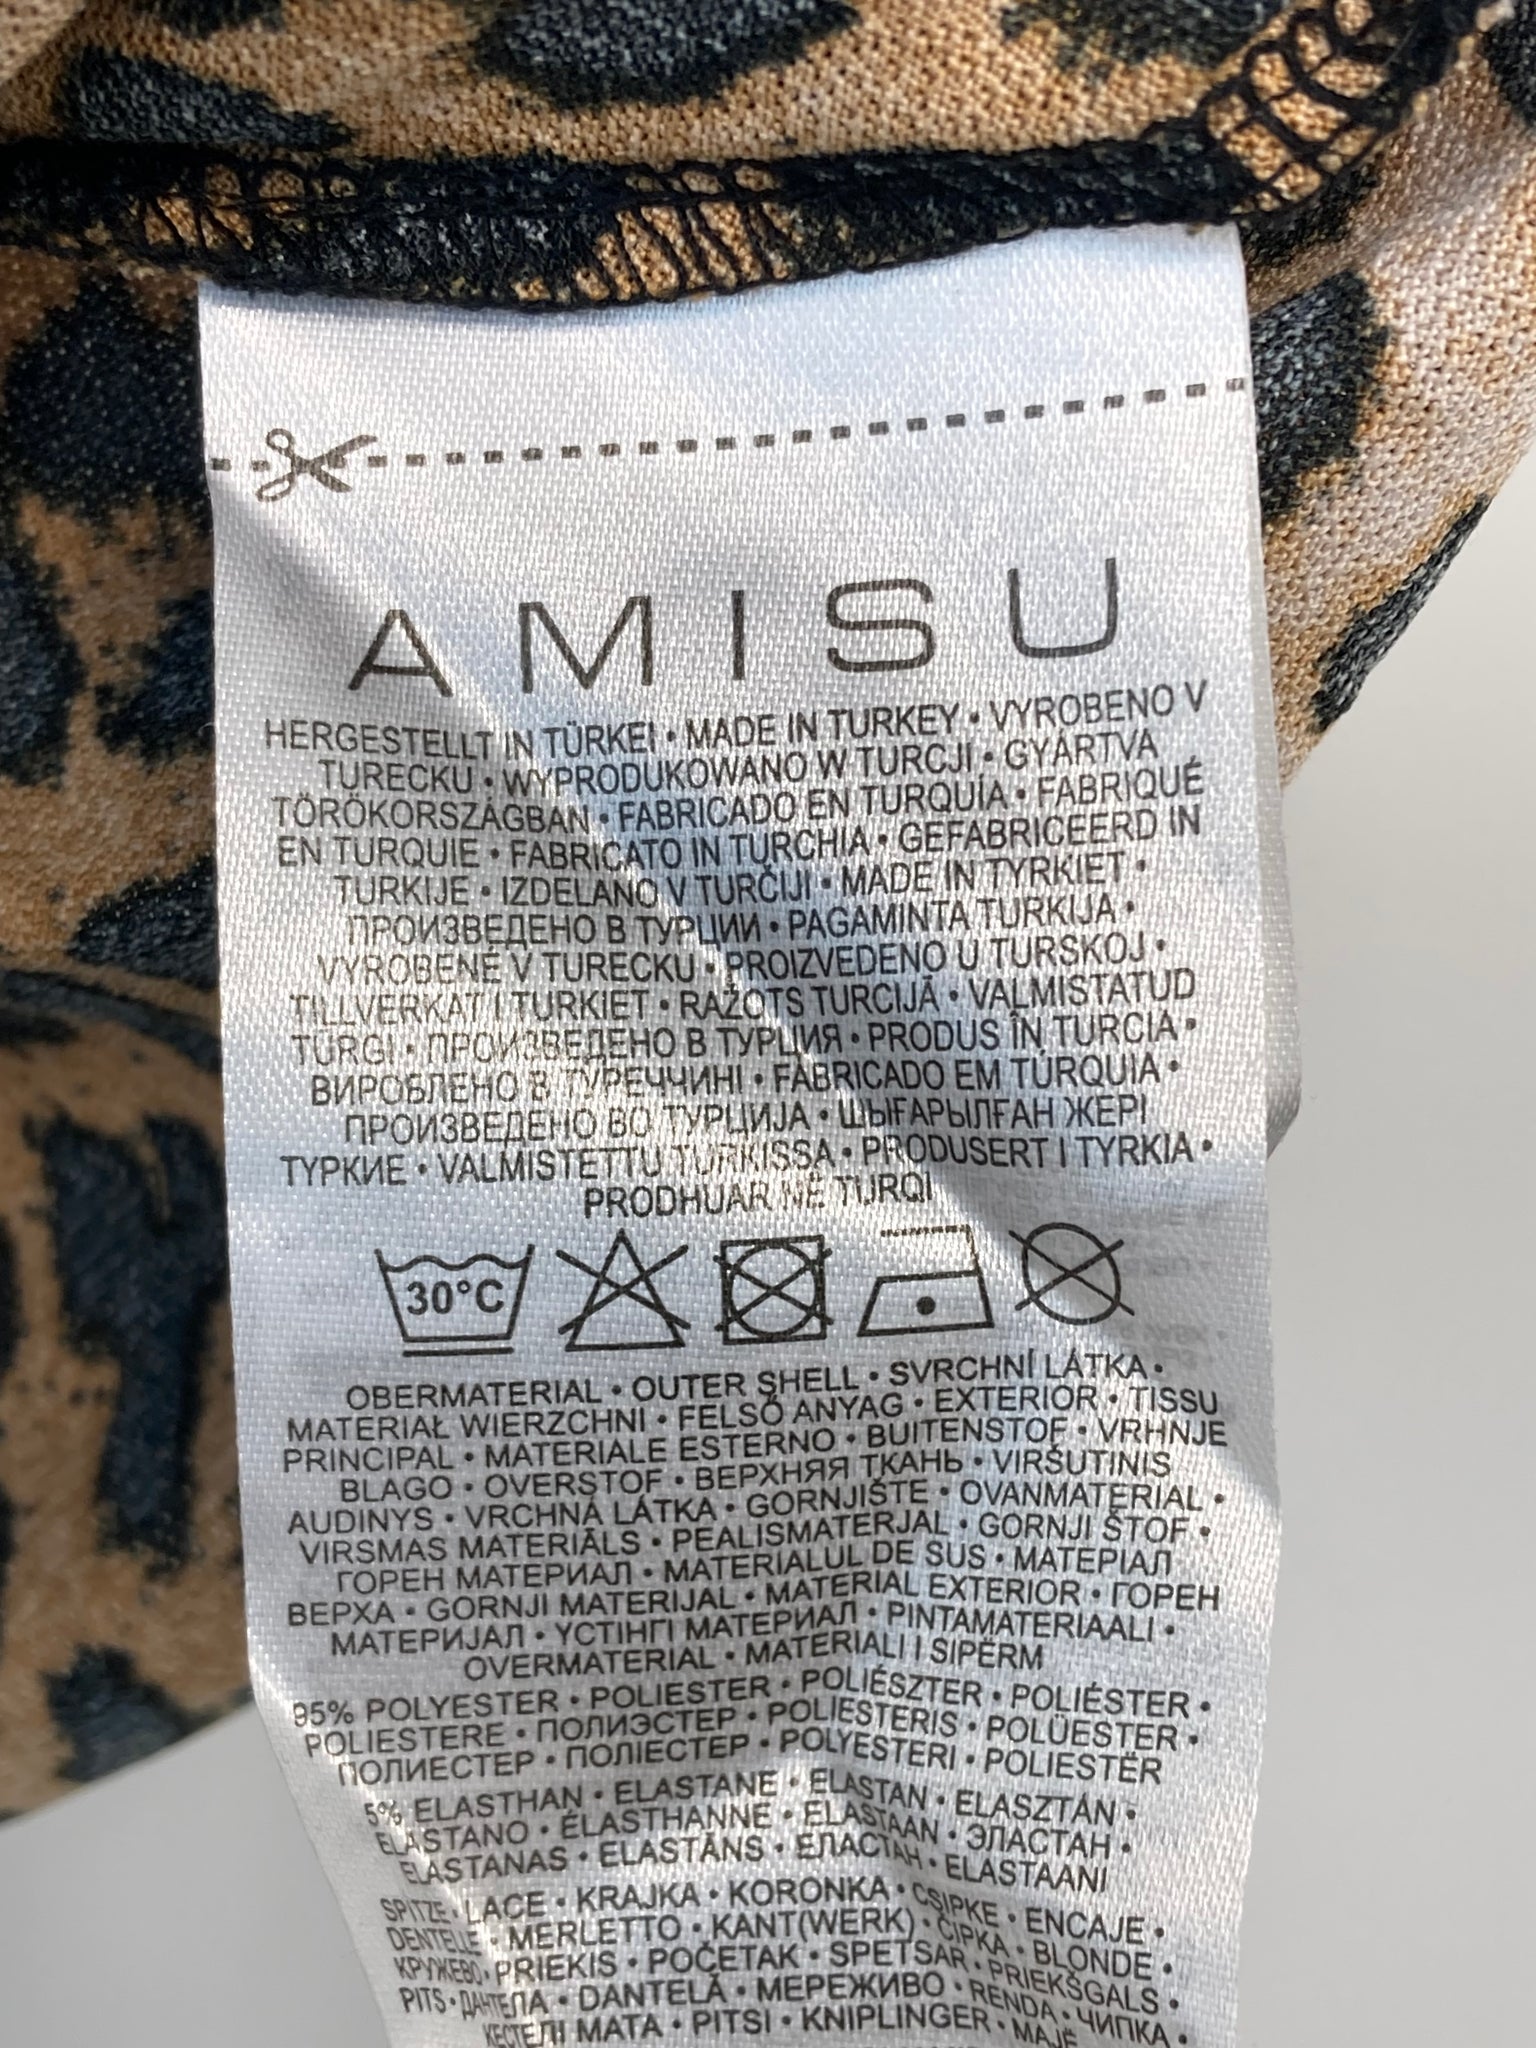 AMISU
HERGESTELLT IN TÜRKEI • MADE IN TURKEY • VYROBENO V
TURECKU • WYPRODUKOWANO W TURCJI • GYÁRTVA
TÖRÖKORSZÁGBAN • FABRICADO EN TURQUÍA • FABRIQUÉ
EN TURQUIE • FABRICATO IN TURCHIA • GEFABRICEERD IN
TURKIJE • IZDELANO V TURČIJI • MADE IN TYRKIET •
ПРОИЗВЕДЕНО В ТУРЦИИ • PAGAMINTA TURKIJA •
VYROBENÉ V TURECKU • PROIZVEDENO U TURSKOJ •
TILLVERKAT I TURKIET • RAŽOTS TURCIJĀ • VALMISTATUD
TÜRGI • ПРОИЗВЕДЕНО В ТУРЦИЯ • PRODUS ÎN TURCIA •
ВИРОБЛЕНО В ТУРЕЧЧИНІ • FABRICADO EM TÚRQUIA •
ПРОИЗВЕДЕНО ВО ТУРЦИЈА • ШЫҒАРЫЛҒАН ЖЕРІ
ТУРКИЕ • VALMISTETTU TURKISSA • PRODUSERT I TYRKIA •
PRODHUAR NË TURQI
30°C
OBERMATERIAL • OUTER SHELL • SVRCHNÍ LÁTKA •
MATERIAŁ WIERZCHNI • FELSŐ ANYAG • EXTERIOR • TISSU
PRINCIPAL • MATERIALE ESTERNO • BUITENSTOF • VRHNJE
BLAGO • OVERSTOF • ВЕРХНЯЯ ТКАНЬ • VIRŠUTINIS
AUDINYS • VRCHNÁ LÁTKA • GORNJIŠTE • OVANMATERIAL •
VIRSMAS MATERIĀLS • PEALISMATERJAL • GORNJI ŠTOF •
ГОРЕН МАТЕРИАЛ • MATERIALUL DE SUS • МАТЕРІАЛ
ВЕРХА • GORNJI MATERIJAL • MATERIAL EXTERIOR • ГОРЕН
МАТЕРИЈАЛ • ҮСТІНГІ МАТЕРИАЛ • PINTAMATERIAALI •
OVERMATERIAL • MATERIALI I SIPËRM
95% POLYESTER • POLIESTER • POLIÉSZTER • POLIÉSTER •
POLIESTERE • ПОЛИЭСТЕР • POLIESTERIS • POLÜESTER •
ПОЛИЕСТЕР • ПОЛІЕСТЕР • POLYESTERI • POLIESTËR
5% ELASTHAN • ELASTANE • ELASTAN • ELASZTÁN •
ELASTANO • ÉLASTHANNE • ELASTAAN • ЭЛАСТАН •
ELASTANAS • ELASTĀNS • ЕЛАСТАН • ELASTAANI
SPITZE • LACE • KRAJKA • KORONKA • CSIPKE • ENCAJE •
DENTELLE • MERLETTO • KANT(WERK) • ČIPKA • BLONDE •
КРУЖЕВО • PRIEKIS • POČETAK • SPETSAR • PRIEKŠGALS •
PITS • ДАНТЕЛА • DANTELĂ • МЕРЕЖИВО • RENDA • ЧИПКА •
КЕСТЕЛІ МАТА • PITSI • KNIPLINGER • MAJË